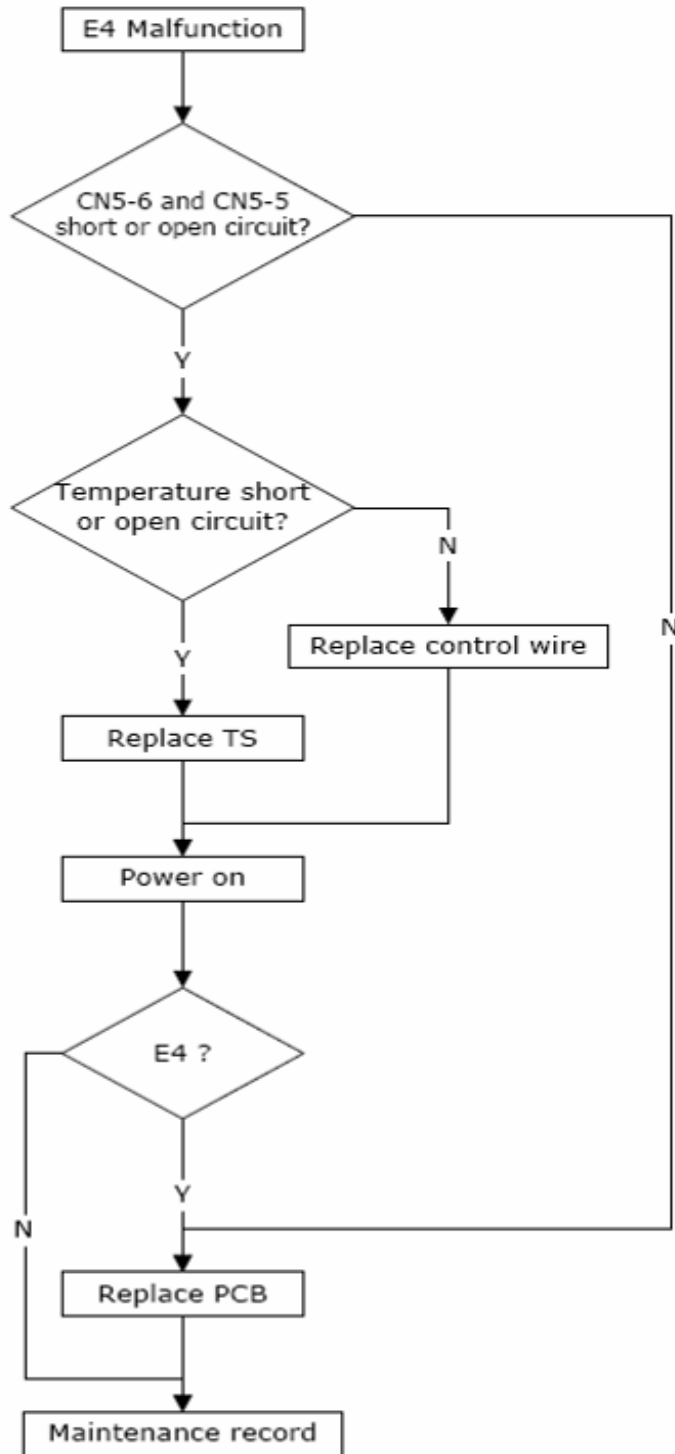 E4 Malfunction
CN5-6 and CN5-5
short or open circuit?
Y
Temperature short
or open circuit?
N
N
Replace control wire
Y
Replace TS
Power on
E4 ?
Y
N
Replace PCB
Maintenance record